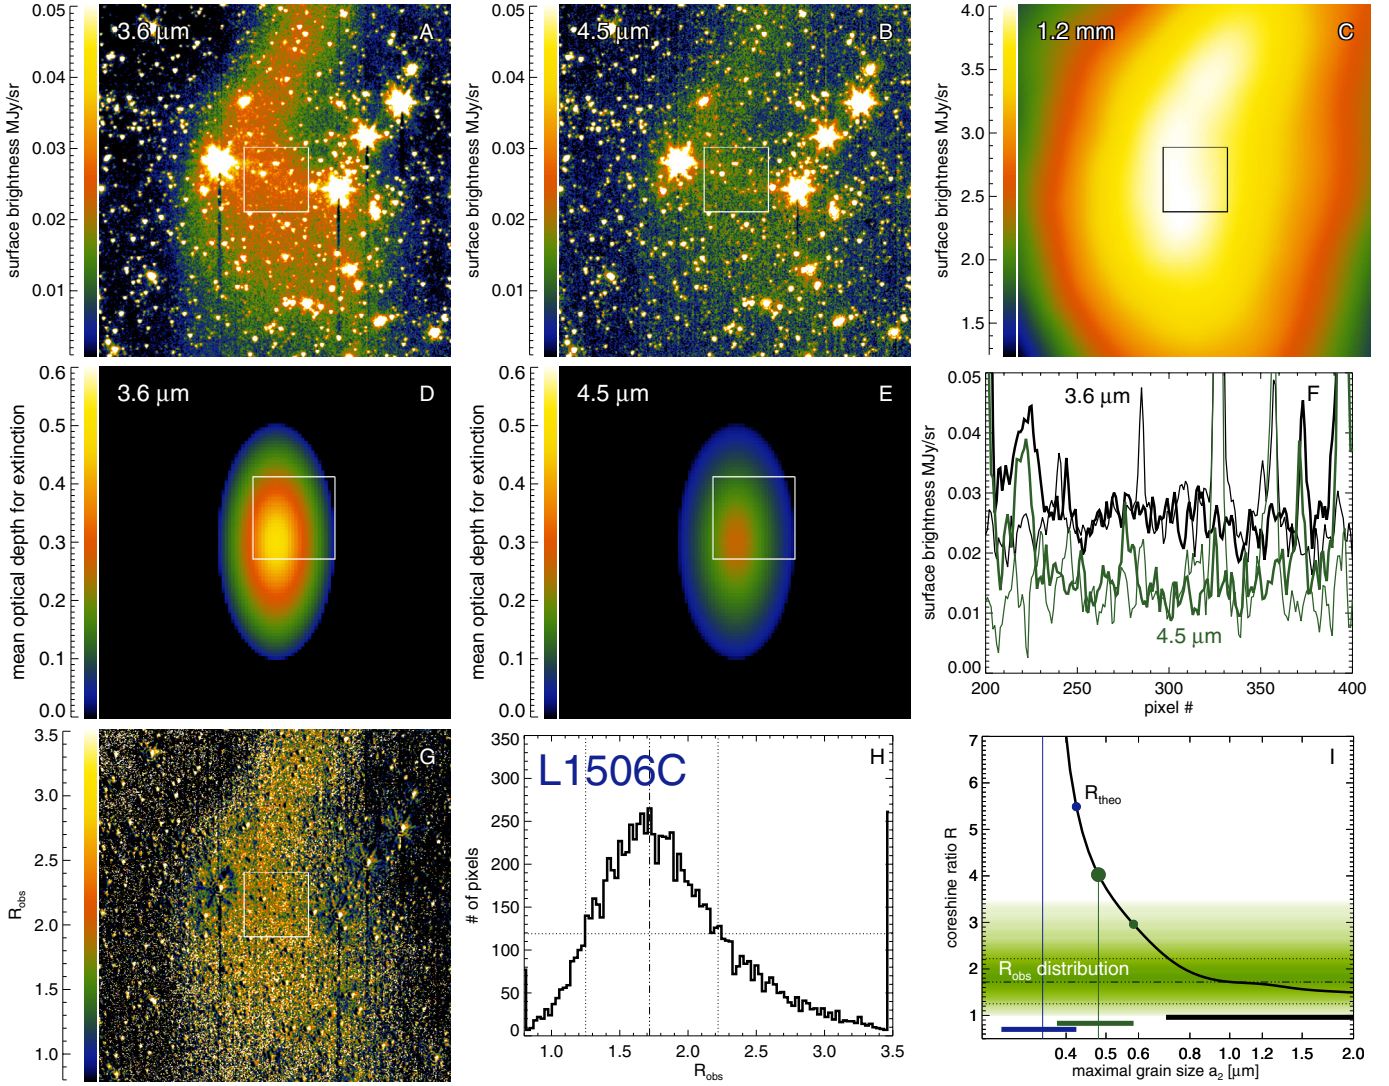 3.6 μm
A
surface brightness MJy/sr
0.05
0.04
0.03
0.02
0.01
4.5 μm
B
surface brightness MJy/sr
0.05
0.04
0.03
0.02
0.01
1.2 mm
C
surface brightness MJy/sr
4.0
3.5
3.0
2.5
2.0
1.5
3.6 μm
D
mean optical depth for extinction
0.6
0.5
0.4
0.3
0.2
0.1
0.0
4.5 μm
E
mean optical depth for extinction
0.6
0.5
0.4
0.3
0.2
0.1
0.0
3.6 μm
F
4.5 μm
surface brightness MJy/sr
0.05
0.04
0.03
0.02
0.01
0.00
200 250 300 350 400
pixel #
G
R_obs
3.5
3.0
2.5
2.0
1.5
1.0
L1506C
H
# of pixels
350
300
250
200
150
100
50
0
1.0 1.5 2.0 2.5 3.0 3.5
R_obs
I
R_theo
R_obs distribution
coreshine ratio R
7
6
5
4
3
2
1
0.4 0.5 0.6 0.8 1.0 1.2 1.5 2.0
maximal grain size a_2 [μm]